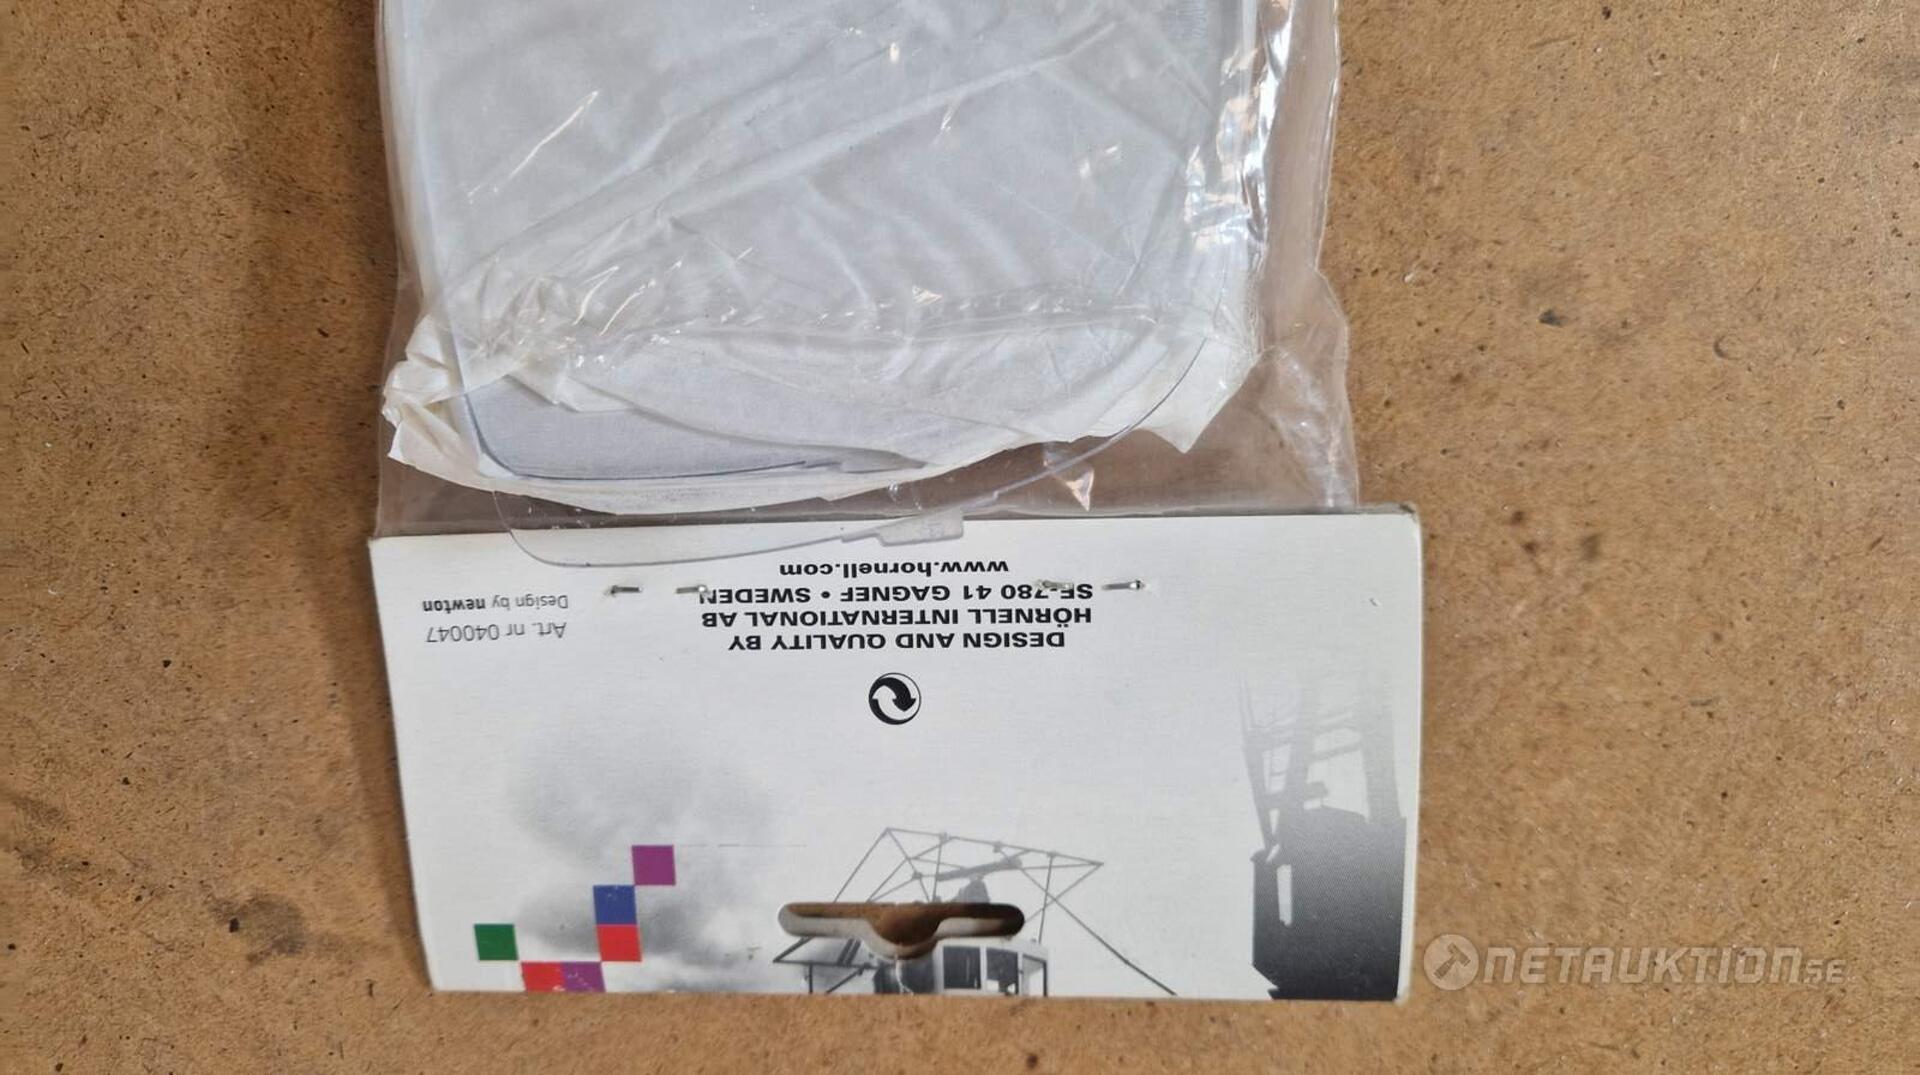 DESIGN AND QUALITY BY
HÖRNELL INTERNATIONAL AB
SE-780 41 GAGNEF • SWEDEN
www.hornell.com
Art. nr 040047
Design by newton
NETAUKTION.SE